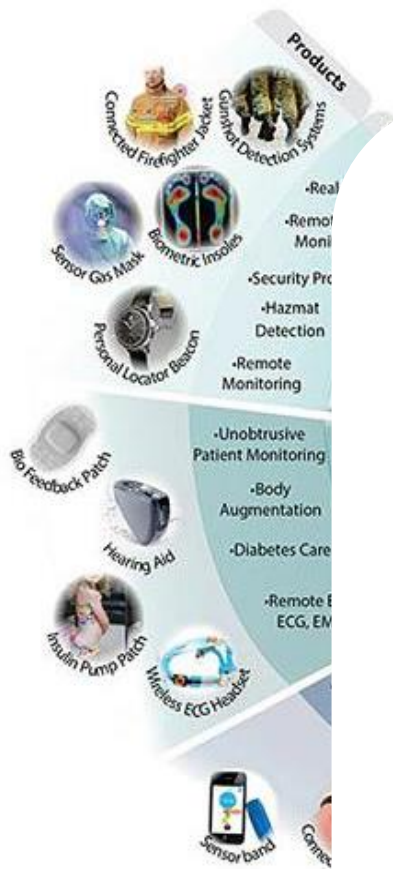 Products
Connected Firefighter Jacket
Gunshot Detection Systems
Sensor Gas Mask
Biometric Insoles
Personal Locator Beacon
•Real
•Remot
Moni
•Security Pro
•Hazmat
Detection
•Remote
Monitoring
Bio Feedback Patch
Hearing Aid
Insulin Pump Patch
Wireless ECG Headset
•Unobtrusive
Patient Monitoring
•Body
Augmentation
•Diabetes Care
•Remote E
ECG, EM
Sensor band
Connec